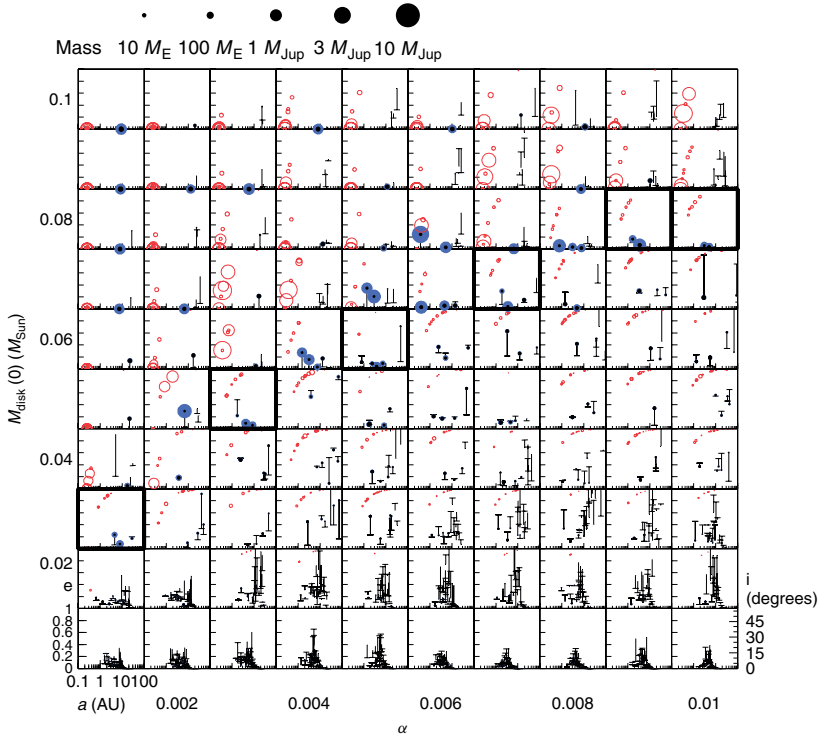 Mass 10 M_E 100 M_E 1 M_Jup 3 M_Jup 10 M_Jup
0.1
0.08
0.06
0.04
0.02
M_disk (0) (M_Sun)
e
1
0.8
0.6
0.4
0.2
0
i
(degrees)
45
30
15
0
0.1 1 10 100
a (AU)
0.002 0.004 0.006 0.008 0.01
α